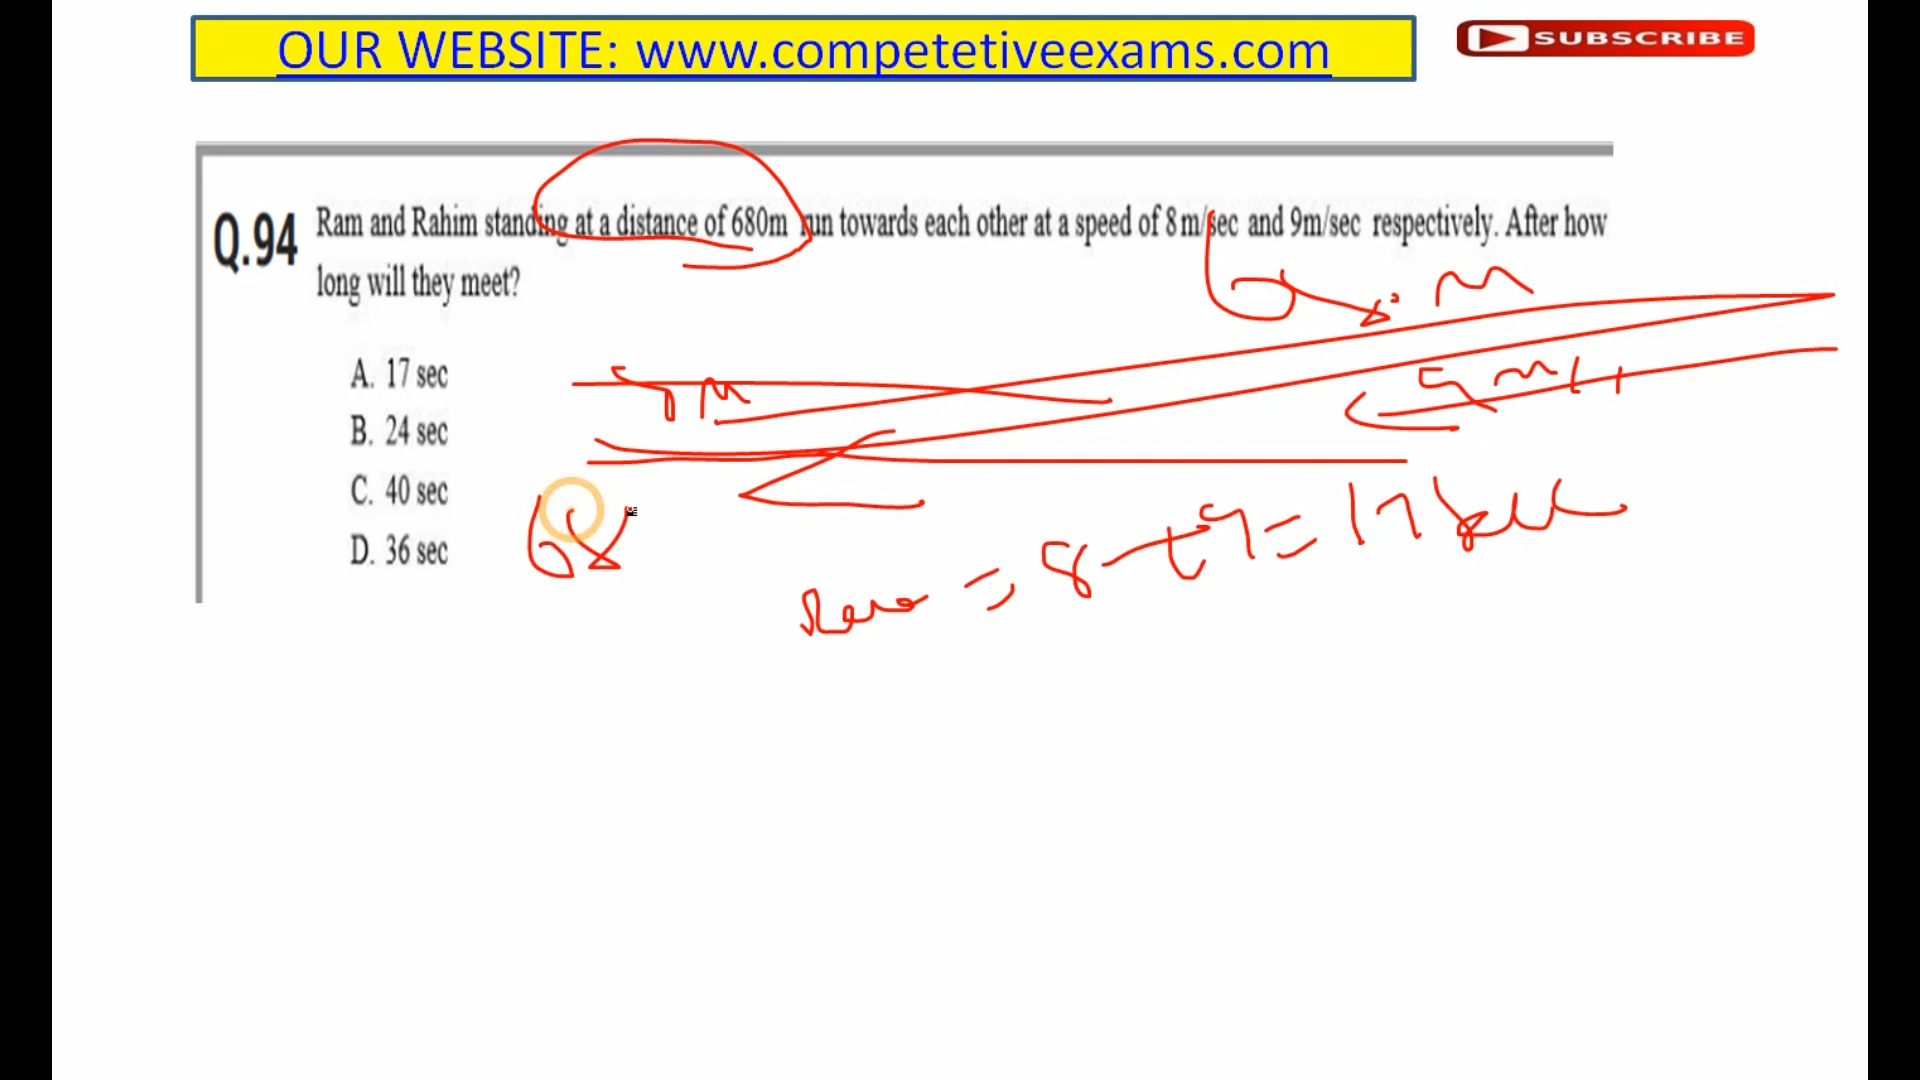 OUR WEBSITE: www.competetiveexams.com
SUBSCRIBE
Q.94 Ram and Rahim standing at a distance of 680m run towards each other at a speed of 8m/sec and 9m/sec respectively. After how
long will they meet?
A. 17 sec
B. 24 sec
C. 40 sec
D. 36 sec
68
= 8+9 = 17